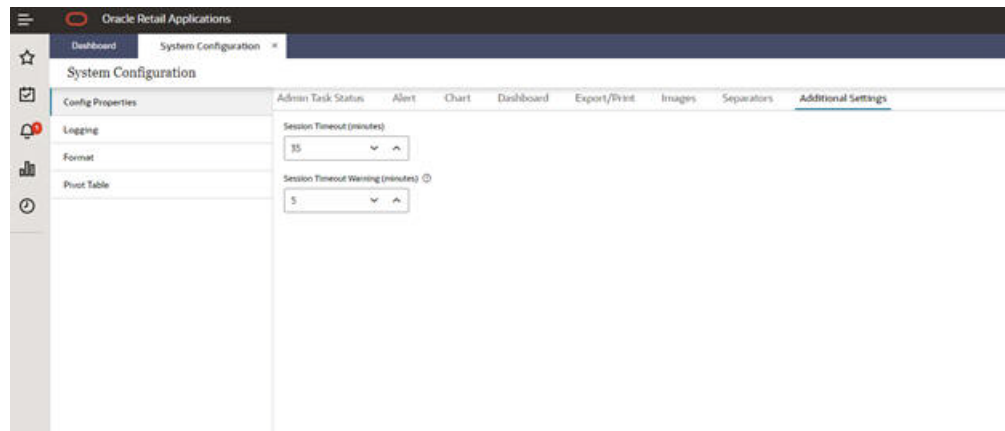 Oracle Retail Applications
Dashboard System Configuration ×
System Configuration
Config Properties
Logging
Format
Pivot Table
Admin Task Status Alert Chart Dashboard Export/Print Images Separators Additional Settings
Session Timeout (minutes)
35
Session Timeout Warning (minutes)
5